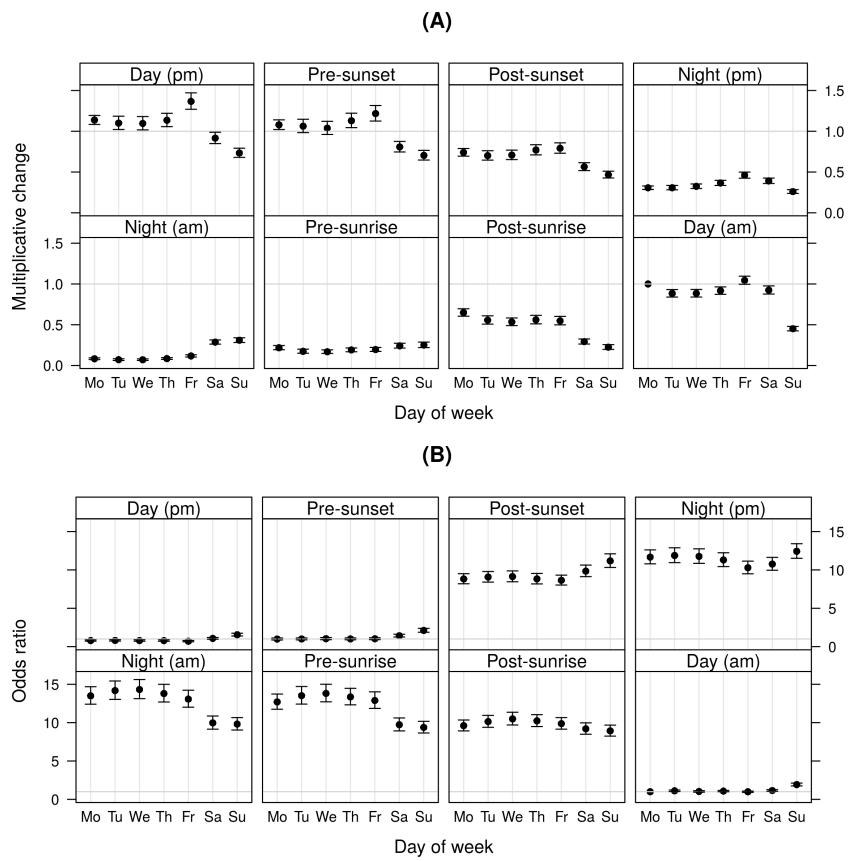 (A)
Day (pm) Pre-sunset Post-sunset Night (pm)
1.5
1.0
0.5
0.0
Night (am) Pre-sunrise Post-sunrise Day (am)
1.5
1.0
0.5
0.0
Multiplicative change
Mo Tu We Th Fr Sa Su Mo Tu We Th Fr Sa Su Mo Tu We Th Fr Sa Su Mo Tu We Th Fr Sa Su
Day of week
(B)
Day (pm) Pre-sunset Post-sunset Night (pm)
15
10
5
0
Night (am) Pre-sunrise Post-sunrise Day (am)
15
10
5
0
Odds ratio
Mo Tu We Th Fr Sa Su Mo Tu We Th Fr Sa Su Mo Tu We Th Fr Sa Su Mo Tu We Th Fr Sa Su
Day of week